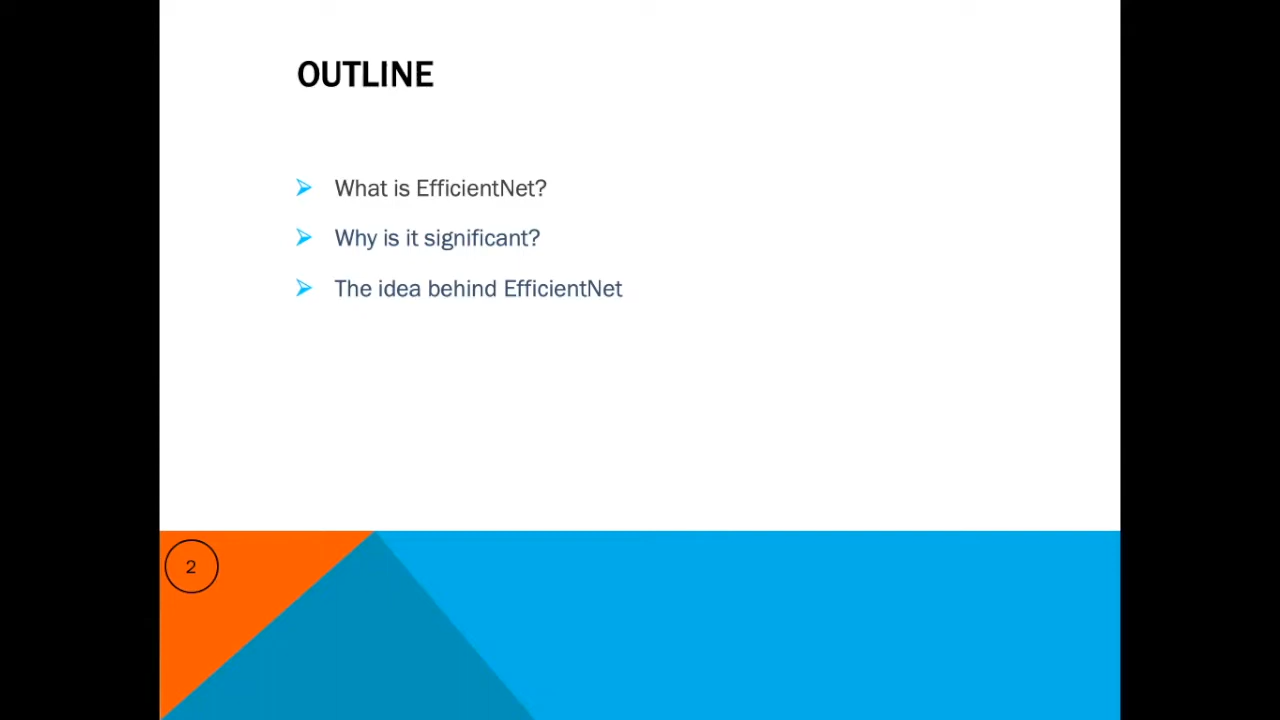 OUTLINE
What is EfficientNet?
Why is it significant?
The idea behind EfficientNet
2